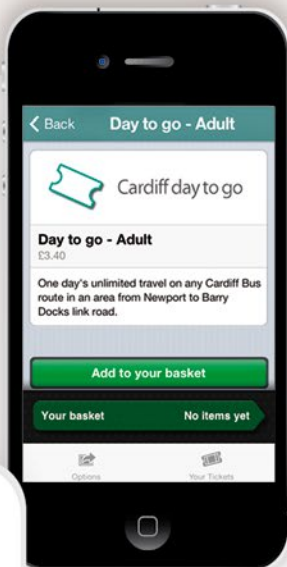 Back
Day to go - Adult
Cardiff day to go
Day to go - Adult
£3.40
One day's unlimited travel on any Cardiff Bus
route in an area from Newport to Barry
Docks link road.
Add to your basket
Your basket
No items yet
Options
Your Tickets